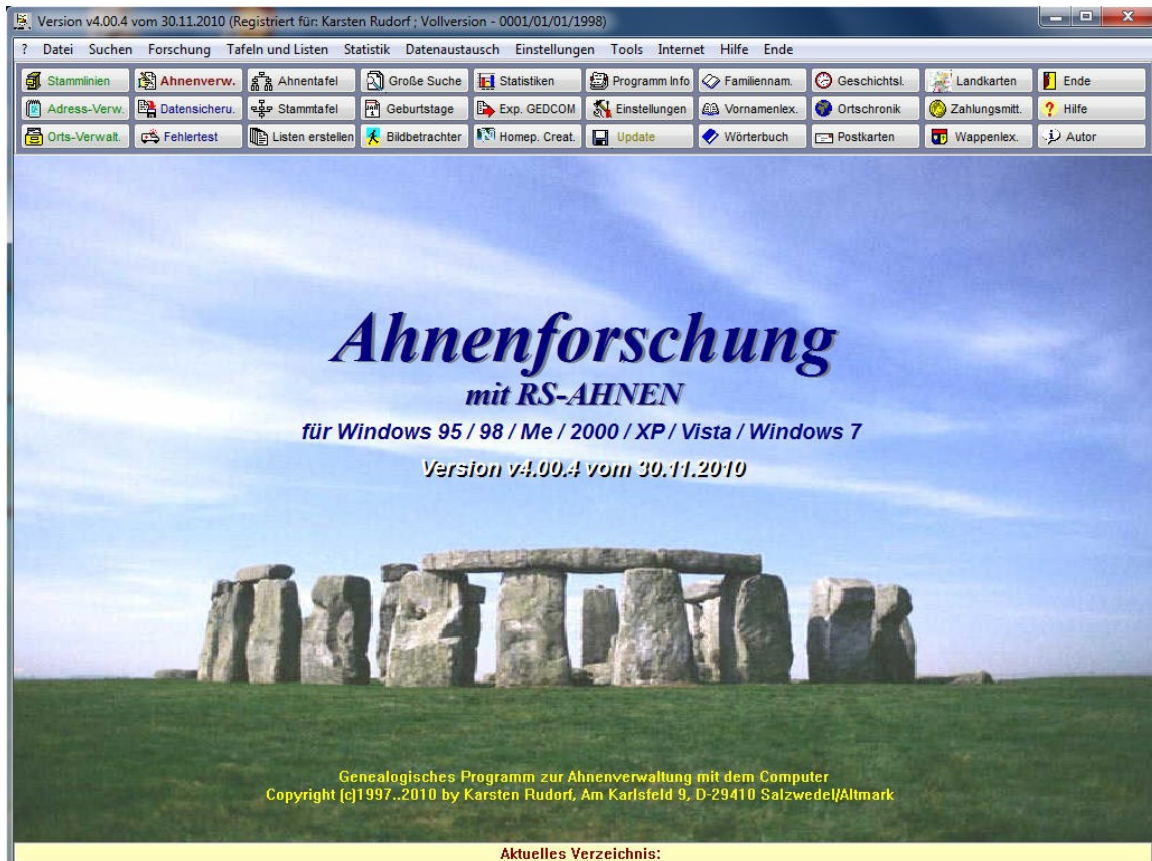 Version v4.00.4 vom 30.11.2010 (Registriert für: Karsten Rudorf ; Vollversion - 0001/01/01/1998)
? Datei Suchen Forschung Tafeln und Listen Statistik Datenaustausch Einstellungen Tools Internet Hilfe Ende
Stammlinien Ahnenverw. Ahnentafel Große Suche Statistiken Programm Info Familiennam. Geschichtsl. Landkarten Ende
Adress-Verw. Datensicheru. Stammtafel Geburtstage Exp. GEDCOM Einstellungen Vornamenlex. Ortschronik Zahlungsmitt. Hilfe
Orts-Verwalt. Fehlertest Listen erstellen Bildbetrachter Homep. Creat. Update Wörterbuch Postkarten Wappenlex. Autor
Ahnenforschung
mit RS-AHNEN
für Windows 95 / 98 / Me / 2000 / XP / Vista / Windows 7
Version v4.00.4 vom 30.11.2010
Genealogisches Programm zur Ahnenverwaltung mit dem Computer
Copyright (c)1997..2010 by Karsten Rudorf, Am Karlsfeld 9, D-29410 Salzwedel/Altmark
Aktuelles Verzeichnis: